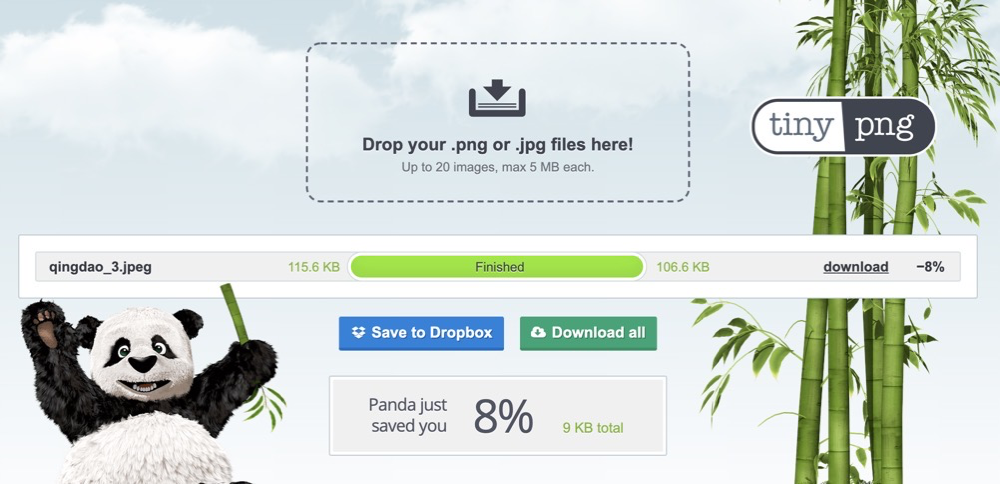 Drop your .png or .jpg files here!
Up to 20 images, max 5 MB each.
tiny png
qingdao_3.jpeg 115.6 KB Finished 106.6 KB download −8%
Save to Dropbox Download all
Panda just
saved you
8%
9 KB total